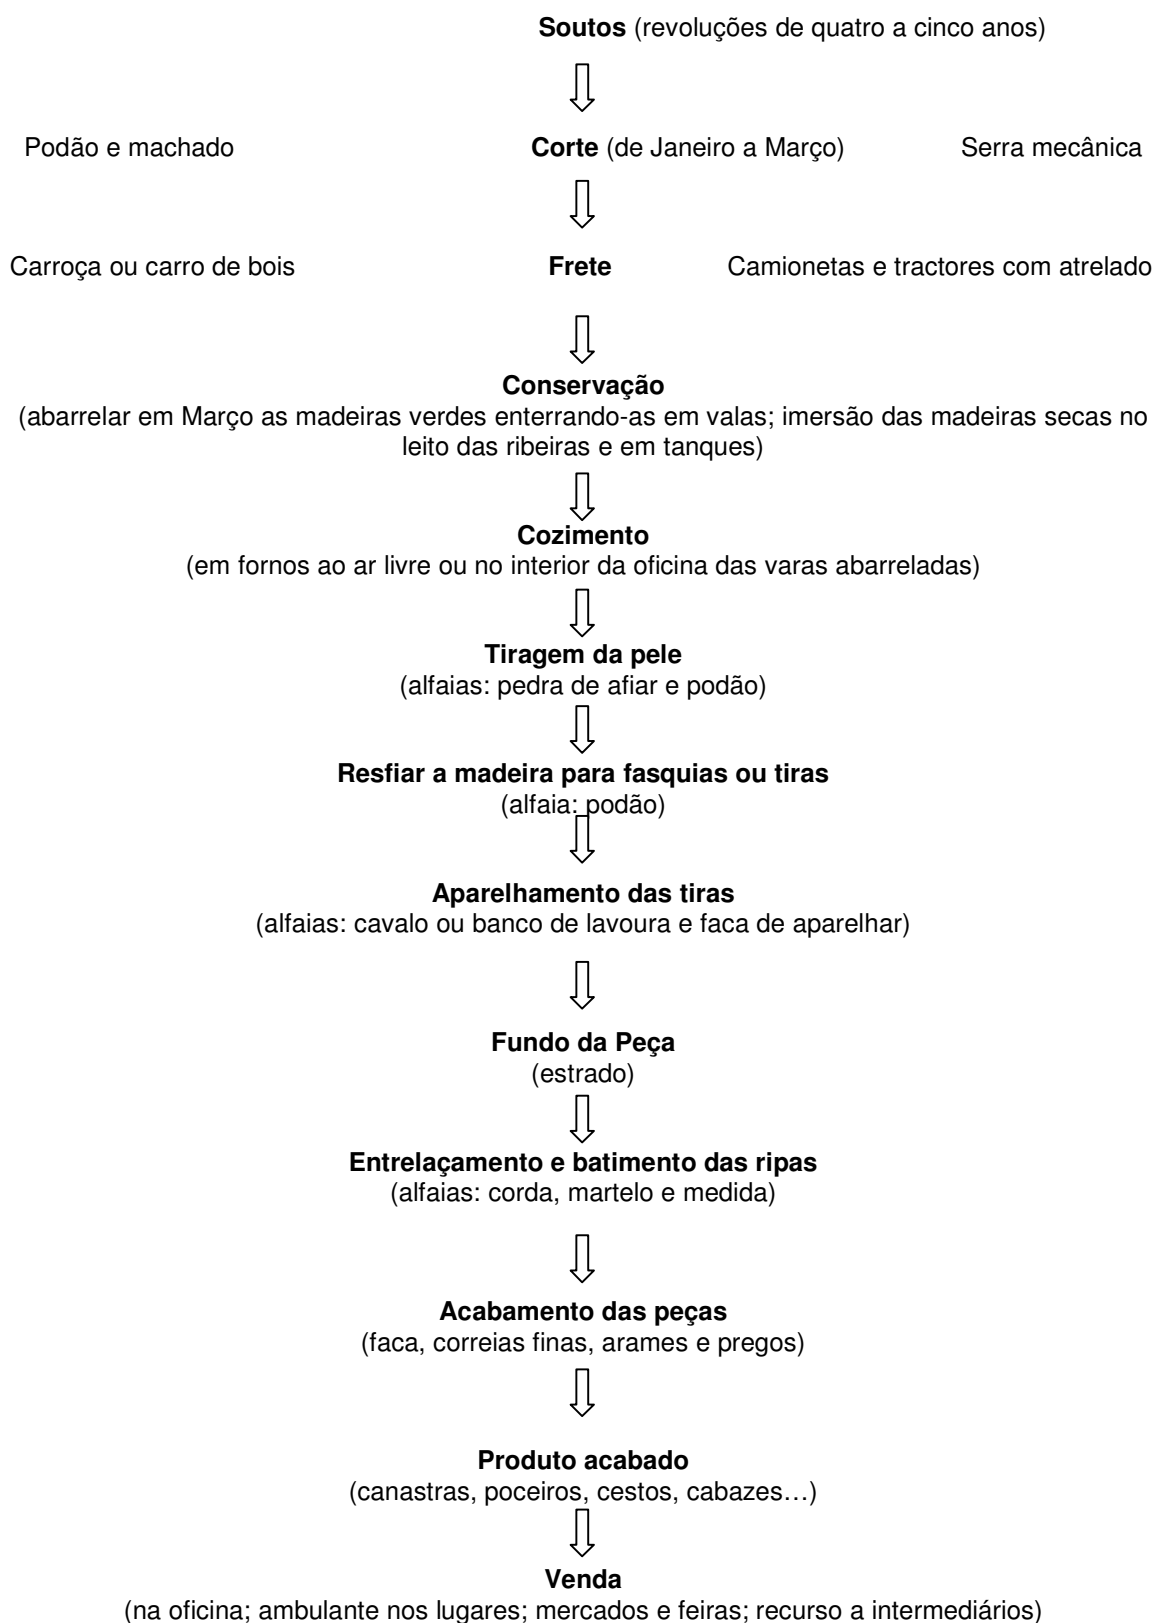 Soutos (revoluções de quatro a cinco anos)
Podão e machado Corte (de Janeiro a Março) Serra mecânica
Carroça ou carro de bois Frete Camionetas e tractores com atrelado
Conservação
(abarrelar em Março as madeiras verdes enterrando-as em valas; imersão das madeiras secas no
leito das ribeiras e em tanques)
Cozimento
(em fornos ao ar livre ou no interior da oficina das varas abarreladas)
Tiragem da pele
(alfaias: pedra de afiar e podão)
Resfiar a madeira para fasquias ou tiras
(alfaia: podão)
Aparelhamento das tiras
(alfaias: cavalo ou banco de lavoura e faca de aparelhar)
Fundo da Peça
(estrado)
Entrelaçamento e batimento das ripas
(alfaias: corda, martelo e medida)
Acabamento das peças
(faca, correias finas, arames e pregos)
Produto acabado
(canastras, poceiros, cestos, cabazes…)
Venda
(na oficina; ambulante nos lugares; mercados e feiras; recurso a intermediários)